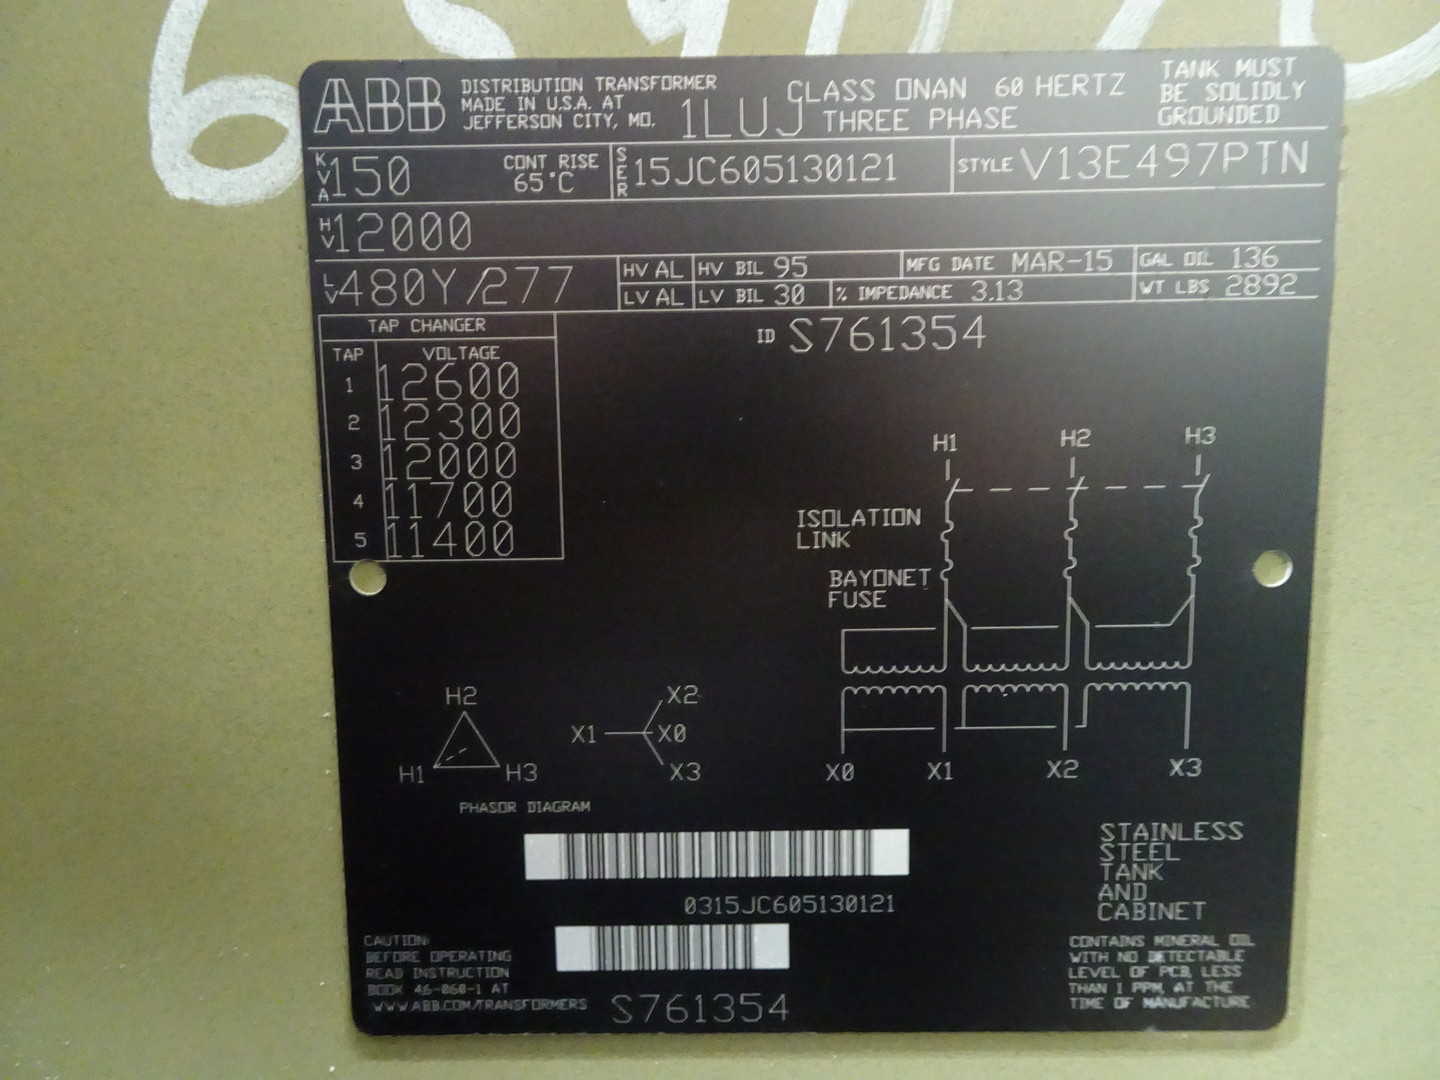 ABB DISTRIBUTION TRANSFORMER CLASS ONAN 60 HERTZ TANK MUST
MADE IN U.S.A. AT 1LUJ THREE PHASE BE SOLIDLY
JEFFERSON CITY, MO. GROUNDED
KVA 150 CONT. RISE 65°C SER 15JC605130121 STYLE V13E497PTN
HV 12000
LV 480Y/277 HV AL HV BIL 95 MFG DATE MAR-15 GAL OIL 136
LV AL LV BIL 30 % IMPEDANCE 3.13 WT LBS 2892
TAP CHANGER
ID S761354
TAP VOLTAGE
1 12600
2 12300
3 12000
4 11700
5 11400
H1 H2 H3
ISOLATION
LINK
BAYONET
FUSE
H2
H1 H3
X2
X1 X0
X3
PHASOR DIAGRAM
X0 X1 X2 X3
0315JC605130121
S761354
STAINLESS
STEEL
TANK
AND
CABINET
CAUTION:
BEFORE OPERATING
READ INSTRUCTION
BOOK 46-060-1 AT
WWW.ABB.COM/TRANSFORMERS
CONTAINS MINERAL OIL
WITH NO DETECTABLE
LEVEL OF PCB, LESS
THAN 1 PPM, AT THE
TIME OF MANUFACTURE